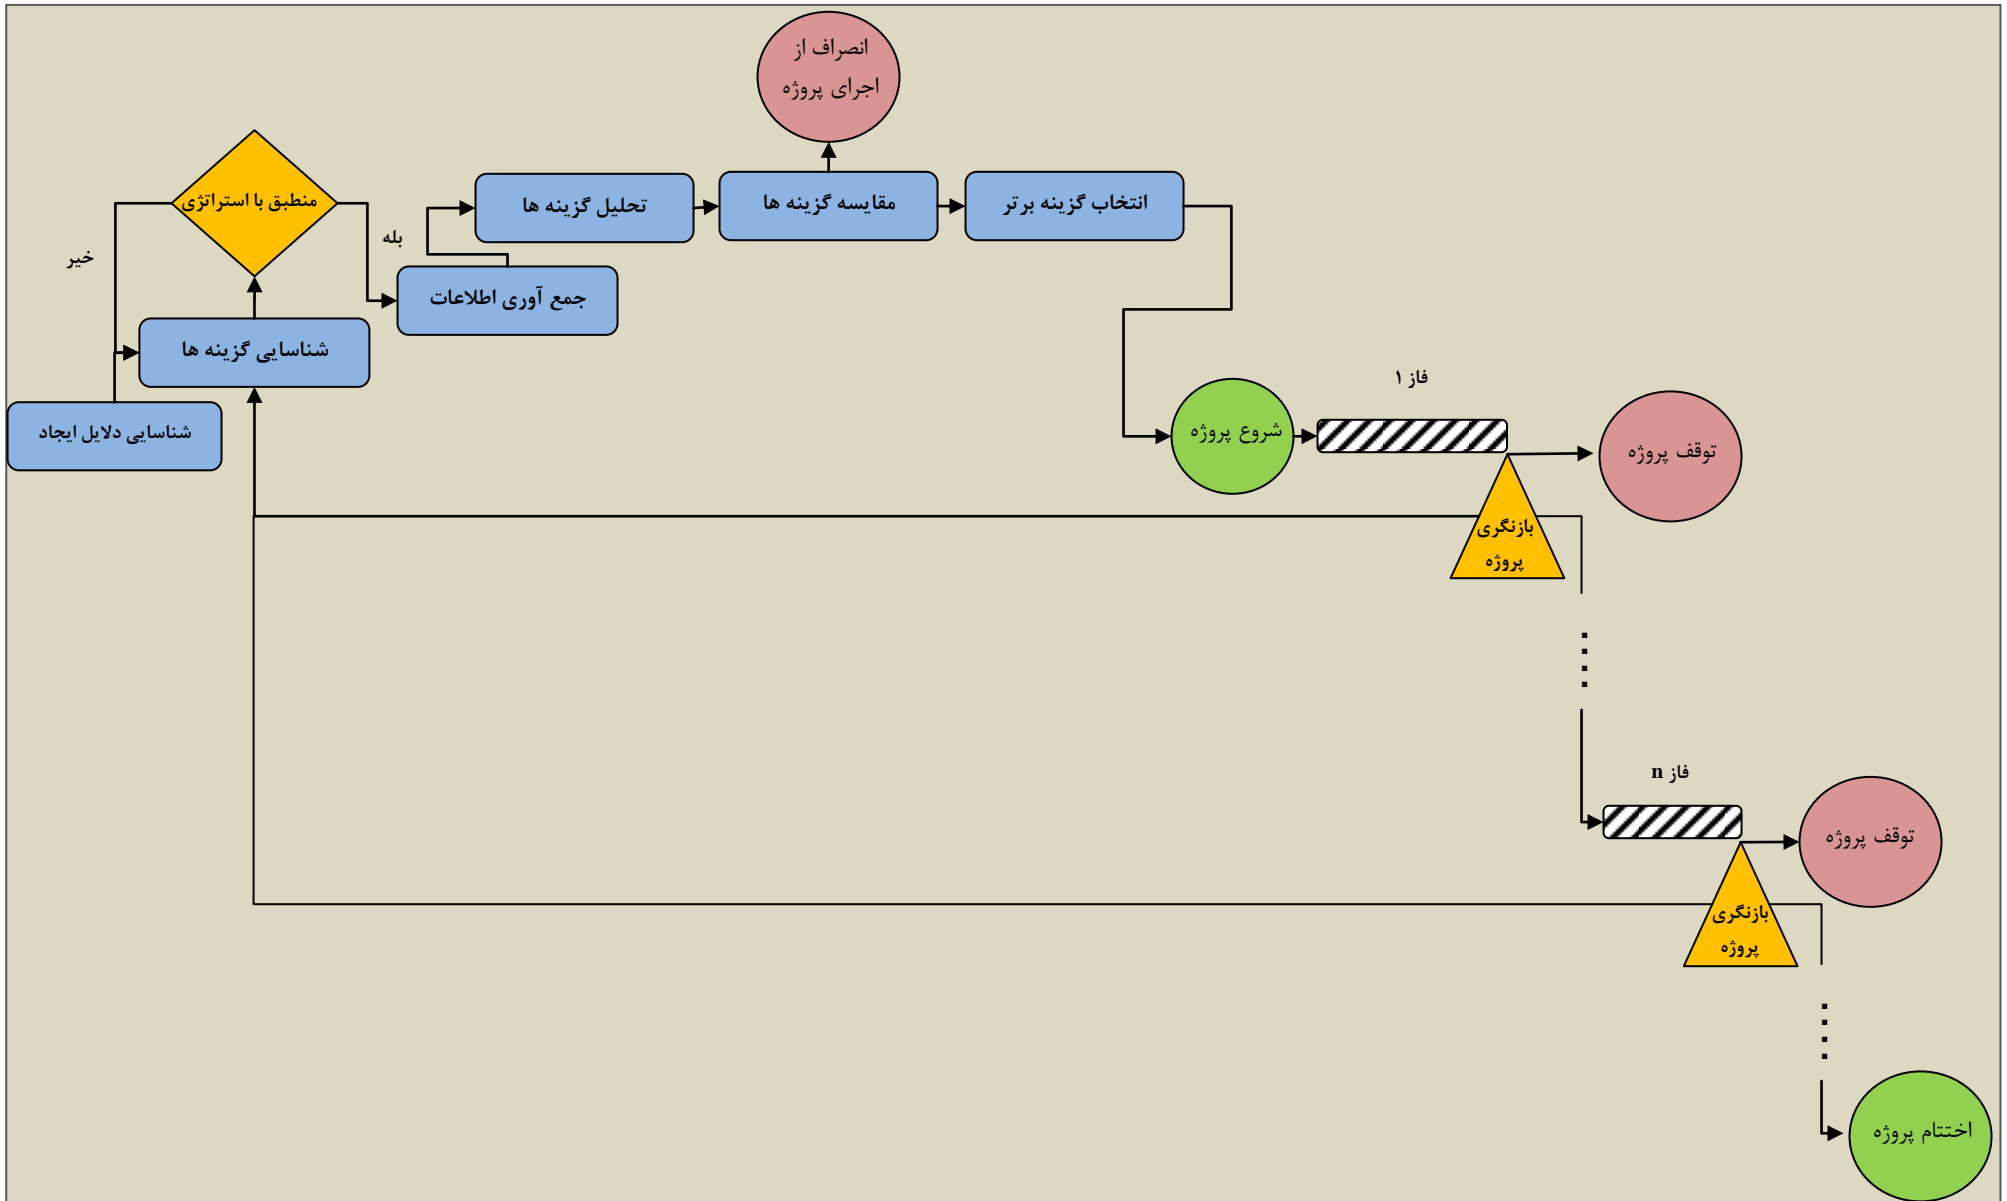 انصراف از
اجرای پروژه
منطبق با استراتژی
تحلیل گزینه ها
مقایسه گزینه ها
انتخاب گزینه برتر
بله
خیر
جمع آوری اطلاعات
شناسایی گزینه ها
شناسایی دلایل ایجاد
فاز ۱
شروع پروژه
توقف پروژه
بازنگری
پروژه
فاز n
توقف پروژه
بازنگری
پروژه
اختتام پروژه